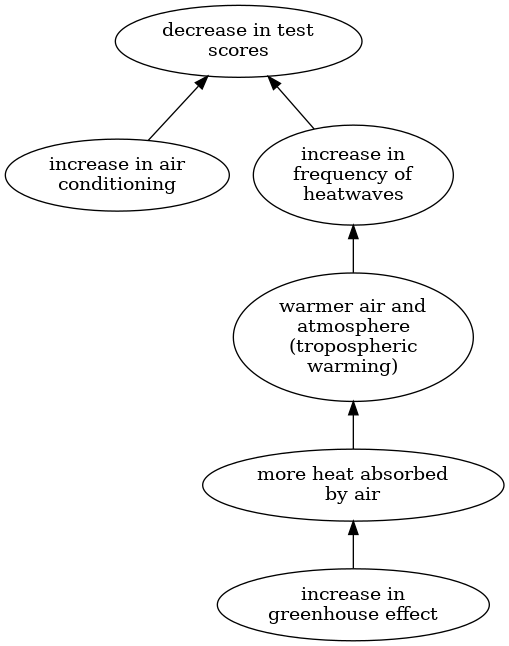 decrease in test
scores
increase in air
conditioning
increase in
frequency of
heatwaves
warmer air and
atmosphere
(tropospheric
warming)
more heat absorbed
by air
increase in
greenhouse effect